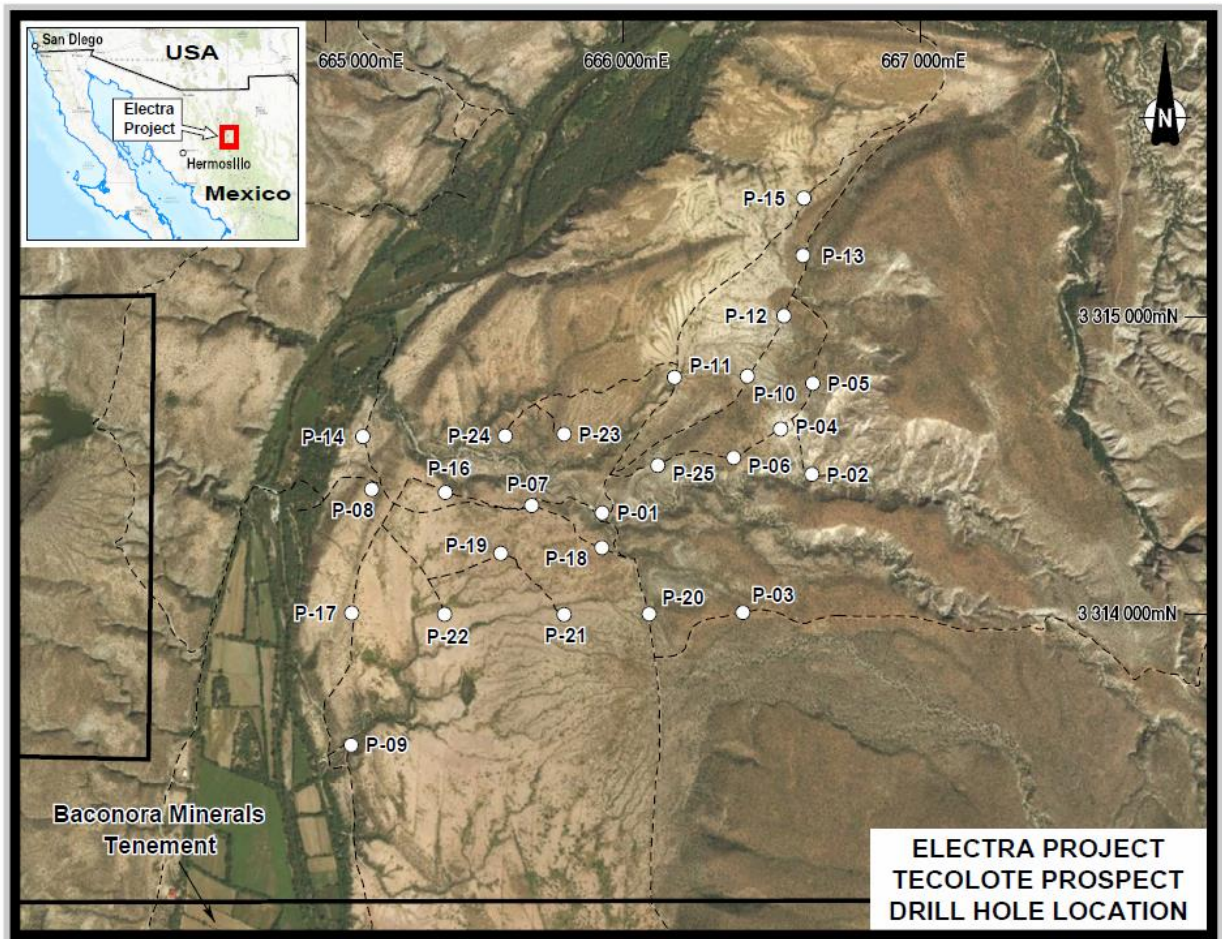 San Diego
USA
Electra
Project
Hermosillo
Mexico
665 000mE
666 000mE
667 000mE
N
P-15
P-13
P-12
3 315 000mN
P-11
P-10
P-05
P-14
P-24
P-23
P-04
P-16
P-07
P-25
P-06
P-02
P-08
P-01
P-19
P-18
P-17
P-22
P-21
P-20
P-03
3 314 000mN
P-09
Baconora Minerals
Tenement
ELECTRA PROJECT
TECOLOTE PROSPECT
DRILL HOLE LOCATION